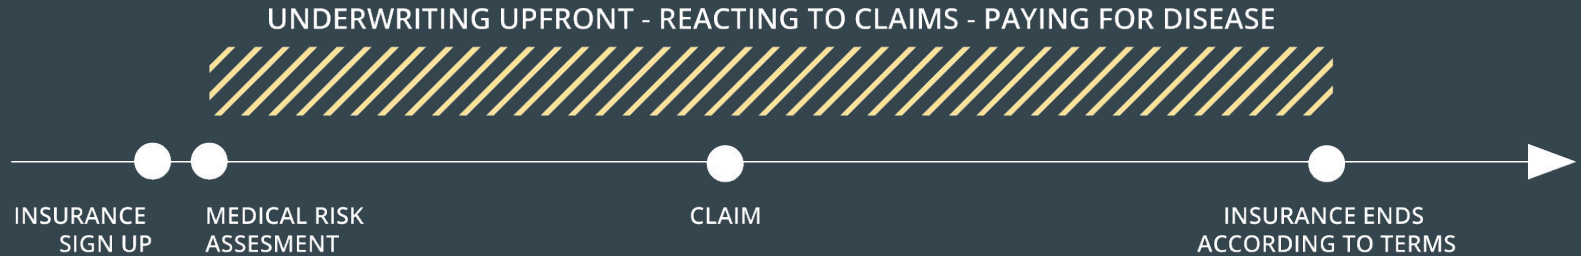 UNDERWRITING UPFRONT - REACTING TO CLAIMS - PAYING FOR DISEASE
INSURANCE
SIGN UP
MEDICAL RISK
ASSESMENT
CLAIM
INSURANCE ENDS
ACCORDING TO TERMS